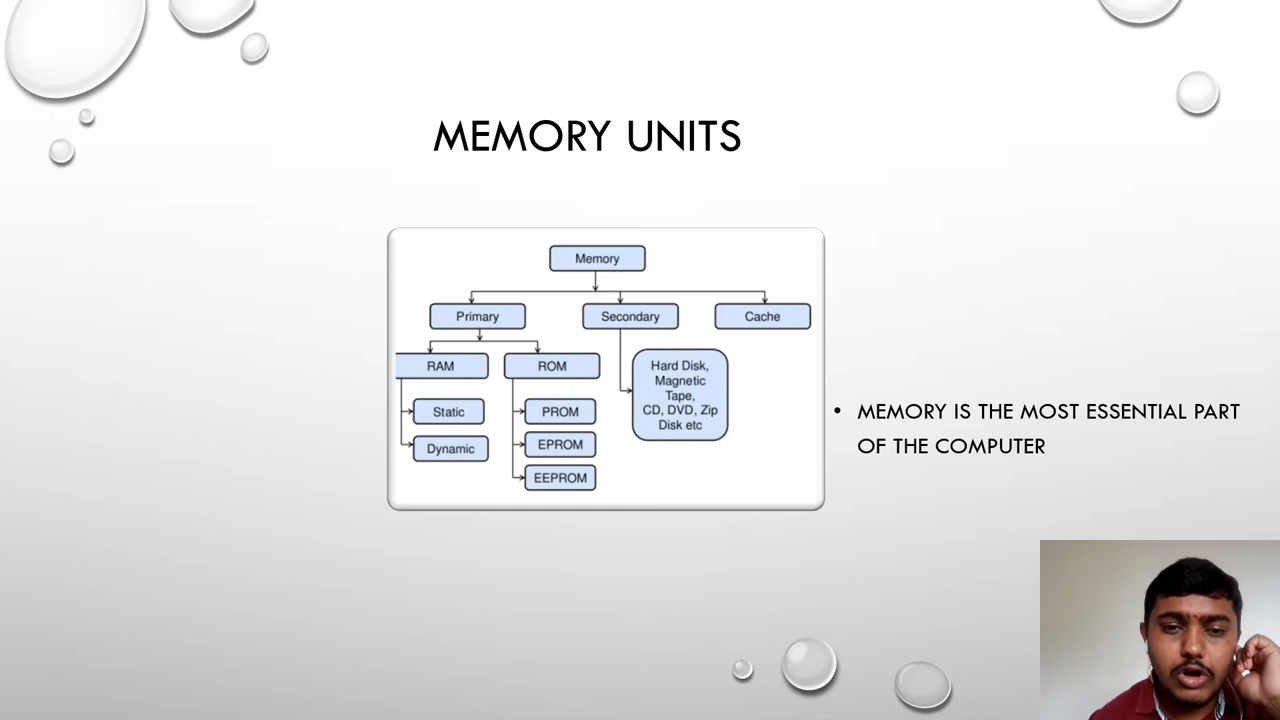 MEMORY UNITS
Memory
Primary
Secondary
Cache
RAM
ROM
Static
Dynamic
PROM
EPROM
EEPROM
Hard Disk,
Magnetic
Tape,
CD, DVD, Zip
Disk etc
• MEMORY IS THE MOST ESSENTIAL PART
OF THE COMPUTER